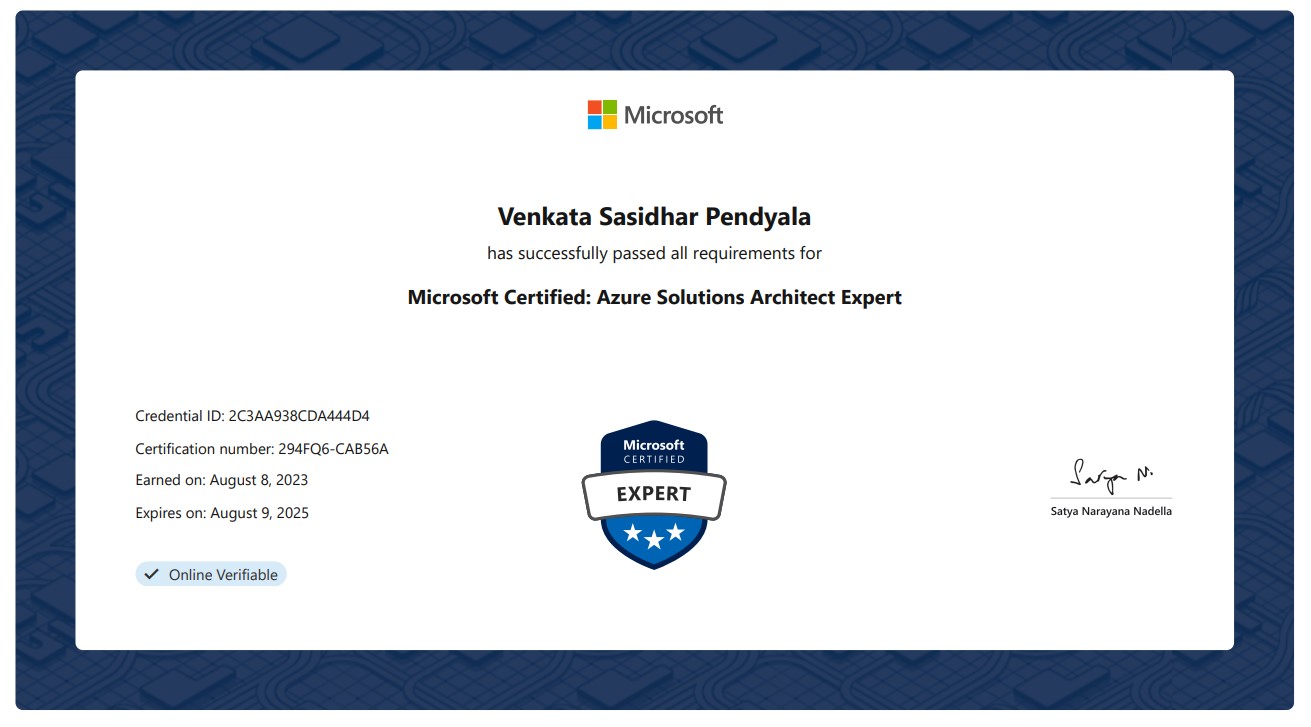 Microsoft
Venkata Sasidhar Pendyala
has successfully passed all requirements for
Microsoft Certified: Azure Solutions Architect Expert
Credential ID: 2C3AA938CDA444D4
Certification number: 294FQ6-CAB56A
Earned on: August 8, 2023
Expires on: August 9, 2025
Online Verifiable
Microsoft
CERTIFIED
EXPERT
Satya N.
Satya Narayana Nadella